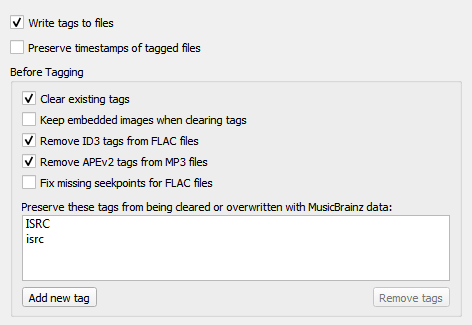 Write tags to files
Preserve timestamps of tagged files
Before Tagging
Clear existing tags
Keep embedded images when clearing tags
Remove ID3 tags from FLAC files
Remove APEv2 tags from MP3 files
Fix missing seekpoints for FLAC files
Preserve these tags from being cleared or overwritten with MusicBrainz data:
ISRC
isrc
Add new tag
Remove tags